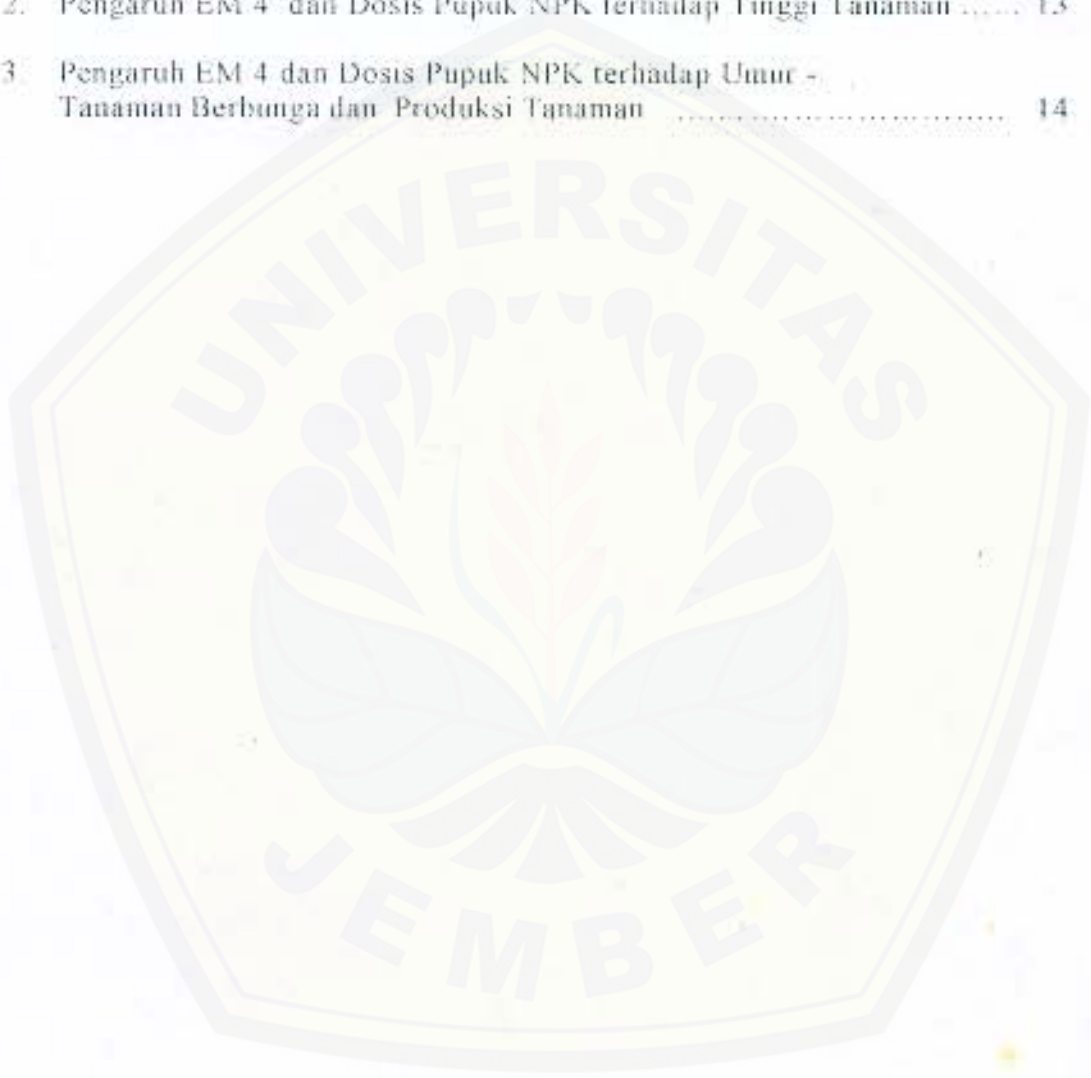 2. Pengaruh EM 4 dan Dosis Pupuk NPK terhadap Tinggi Tanaman ...... 13
3. Pengaruh EM 4 dan Dosis Pupuk NPK terhadap Umur -
Tanaman Berbunga dan Produksi Tanaman .................................. 14
UNIVERSITAS
JEMBER